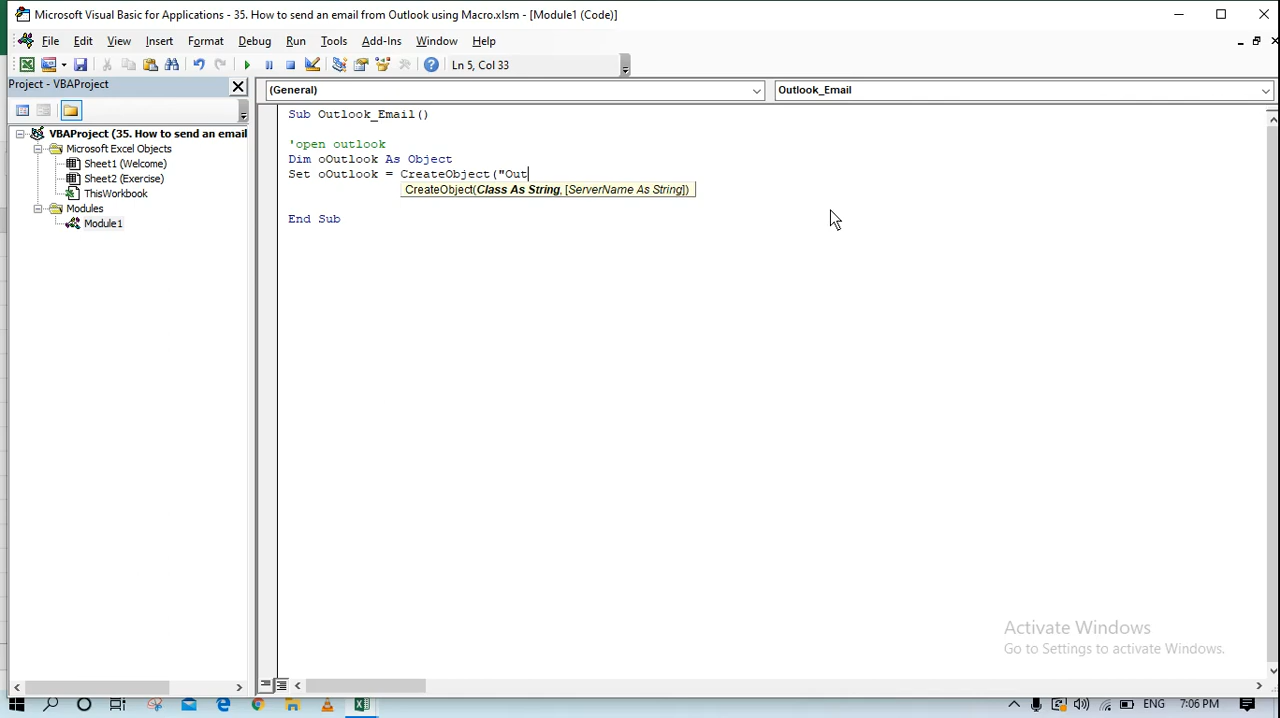 Microsoft Visual Basic for Applications - 35. How to send an email from Outlook using Macro.xlsm - [Module1 (Code)]
File Edit View Insert Format Debug Run Tools Add-Ins Window Help
Ln 5, Col 33
Project - VBAProject
(General)
Outlook_Email
VBAProject (35. How to send an email
Microsoft Excel Objects
Sheet1 (Welcome)
Sheet2 (Exercise)
ThisWorkbook
Modules
Module1
Sub Outlook_Email()
'open outlook
Dim oOutlook As Object
Set oOutlook = CreateObject("Out
CreateObject(Class As String, [ServerName As String])
End Sub
Activate Windows
Go to Settings to activate Windows.
ENG
7:06 PM